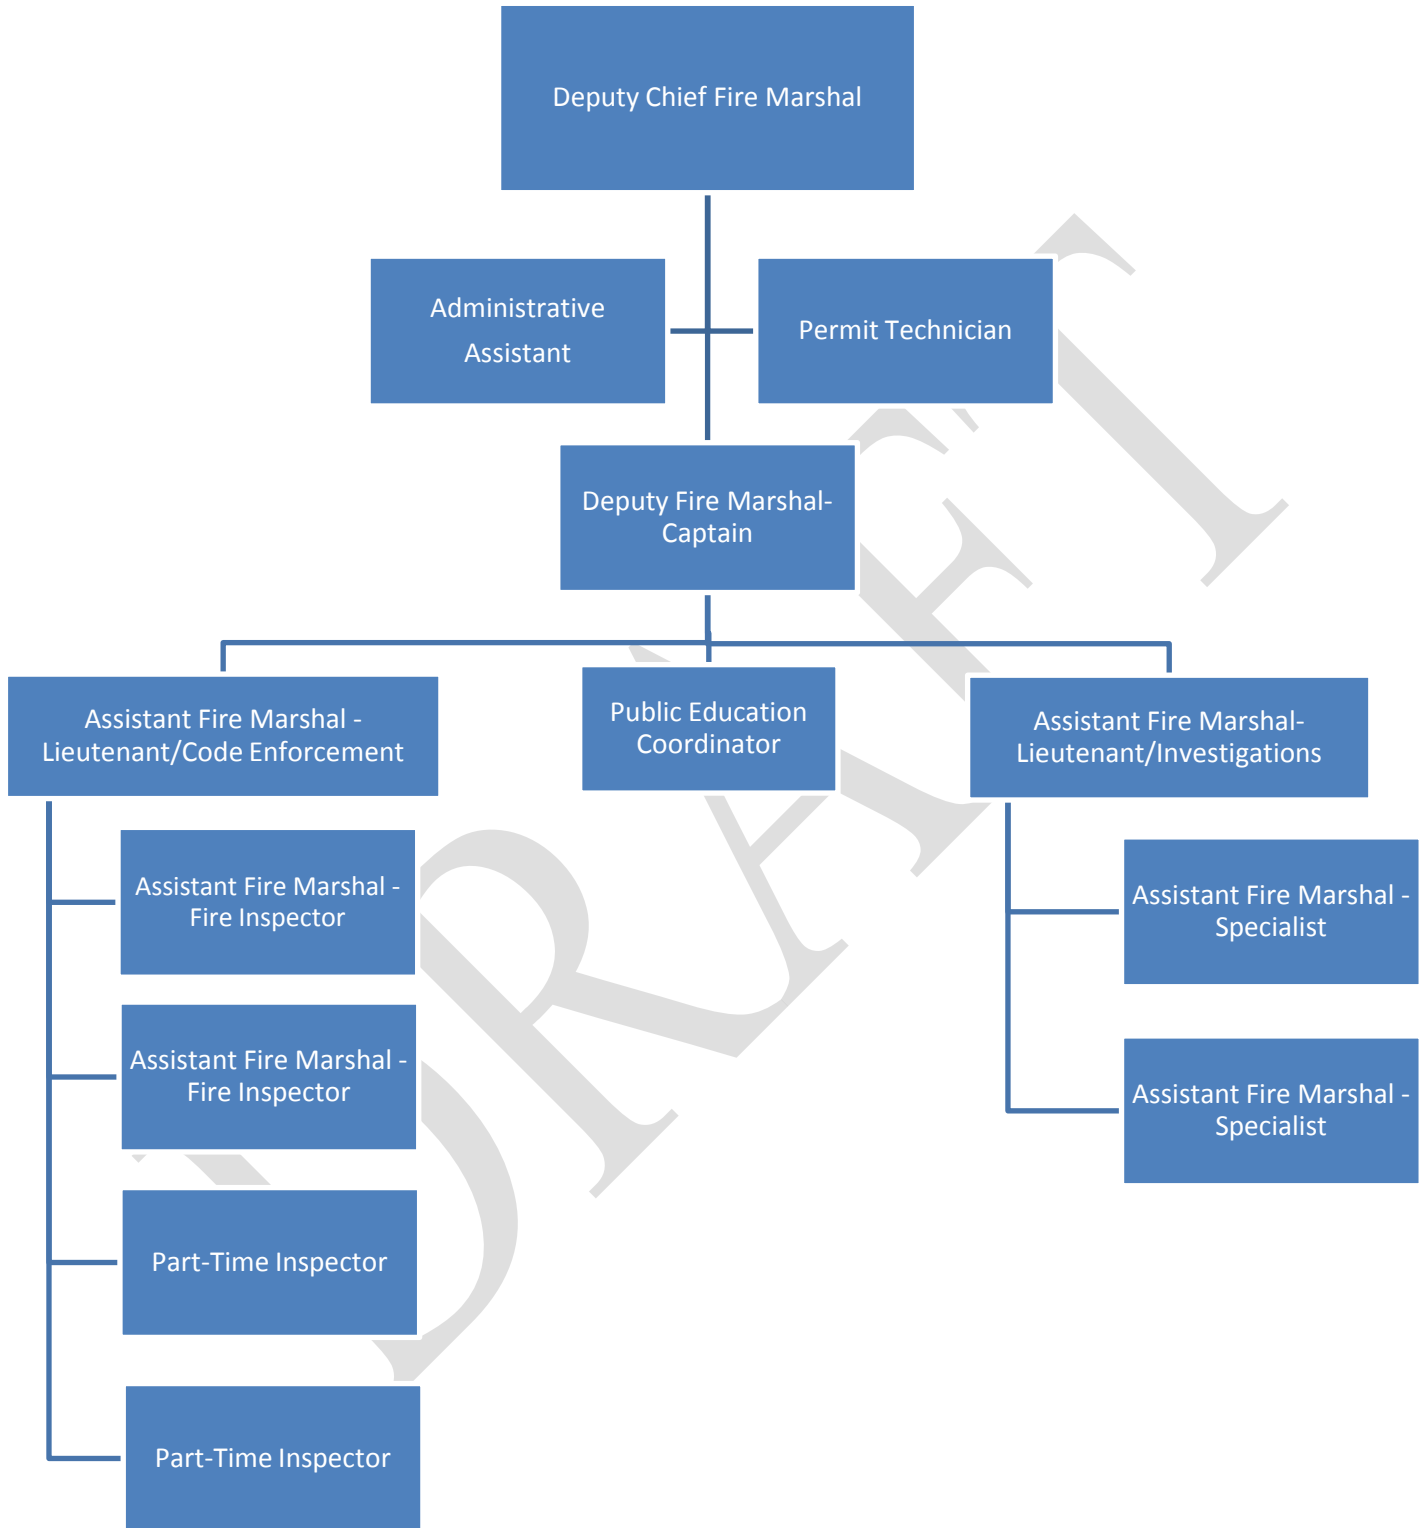 Deputy Chief Fire Marshal
Administrative
Assistant
Permit Technician
Deputy Fire Marshal-
Captain
Assistant Fire Marshal -
Lieutenant/Code Enforcement
Public Education
Coordinator
Assistant Fire Marshal-
Lieutenant/Investigations
Assistant Fire Marshal -
Fire Inspector
Assistant Fire Marshal -
Specialist
Assistant Fire Marshal -
Fire Inspector
Assistant Fire Marshal -
Specialist
Part-Time Inspector
Part-Time Inspector
DRAFT